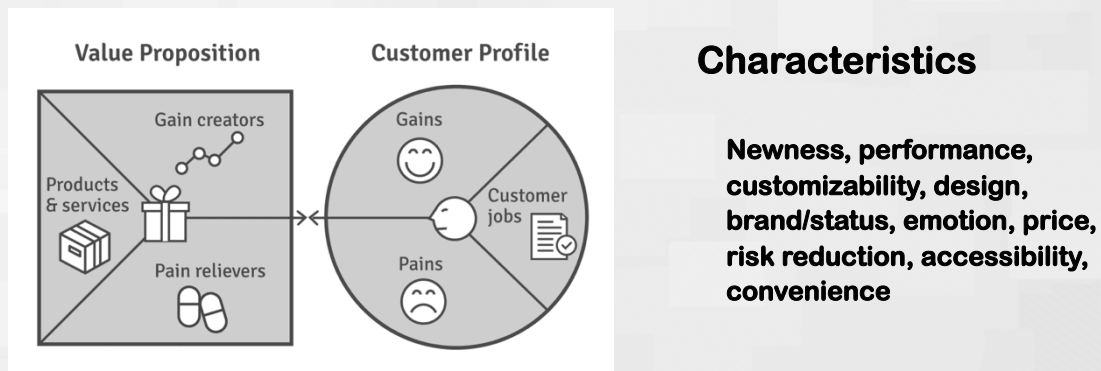 Value Proposition
Gain creators
Products
& services
Pain relievers
Customer Profile
Gains
Customer
jobs
Pains
Characteristics
Newness, performance,
customizability, design,
brand/status, emotion, price,
risk reduction, accessibility,
convenience